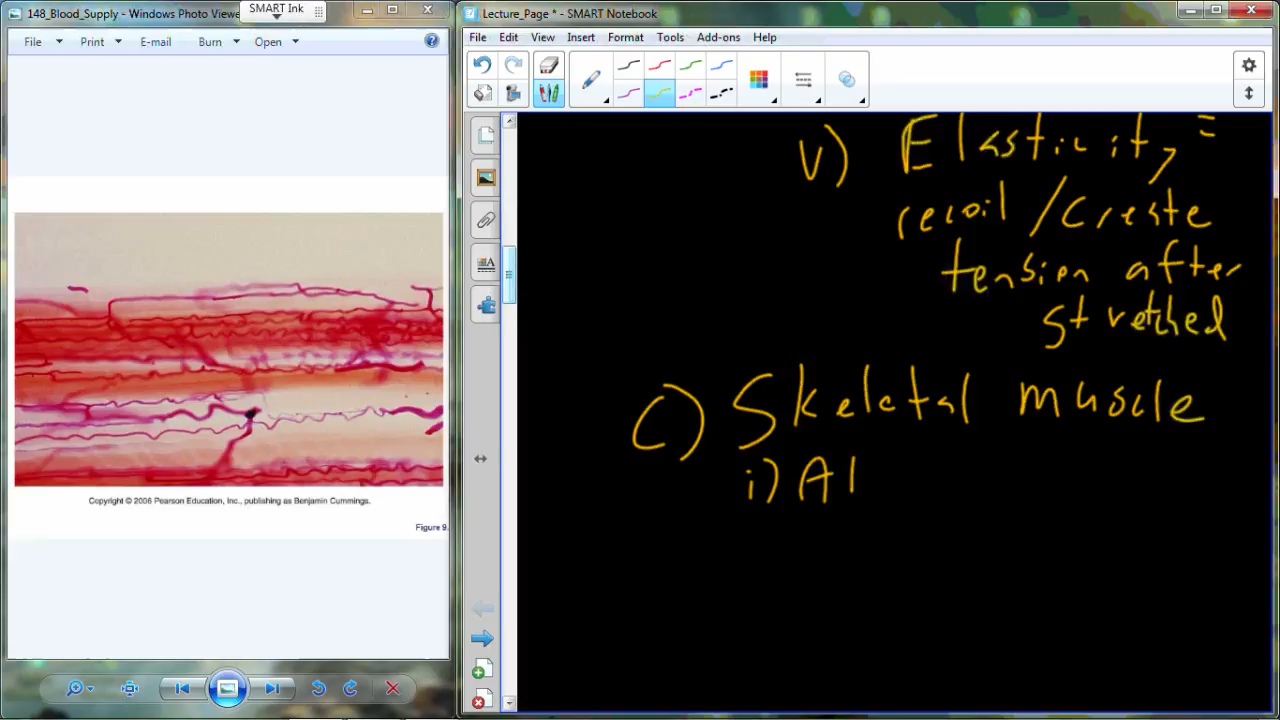 148_Blood_Supply - Windows Photo Viewe
SMART Ink
File Print E-mail Burn Open
Copyright © 2006 Pearson Education, Inc., publishing as Benjamin Cummings.
Figure 9.
Lecture_Page * - SMART Notebook
File Edit View Insert Format Tools Add-ons Help
V) Elasticity =
recoil / create
tension after
stretched
C) Skeletal muscle
i) Al